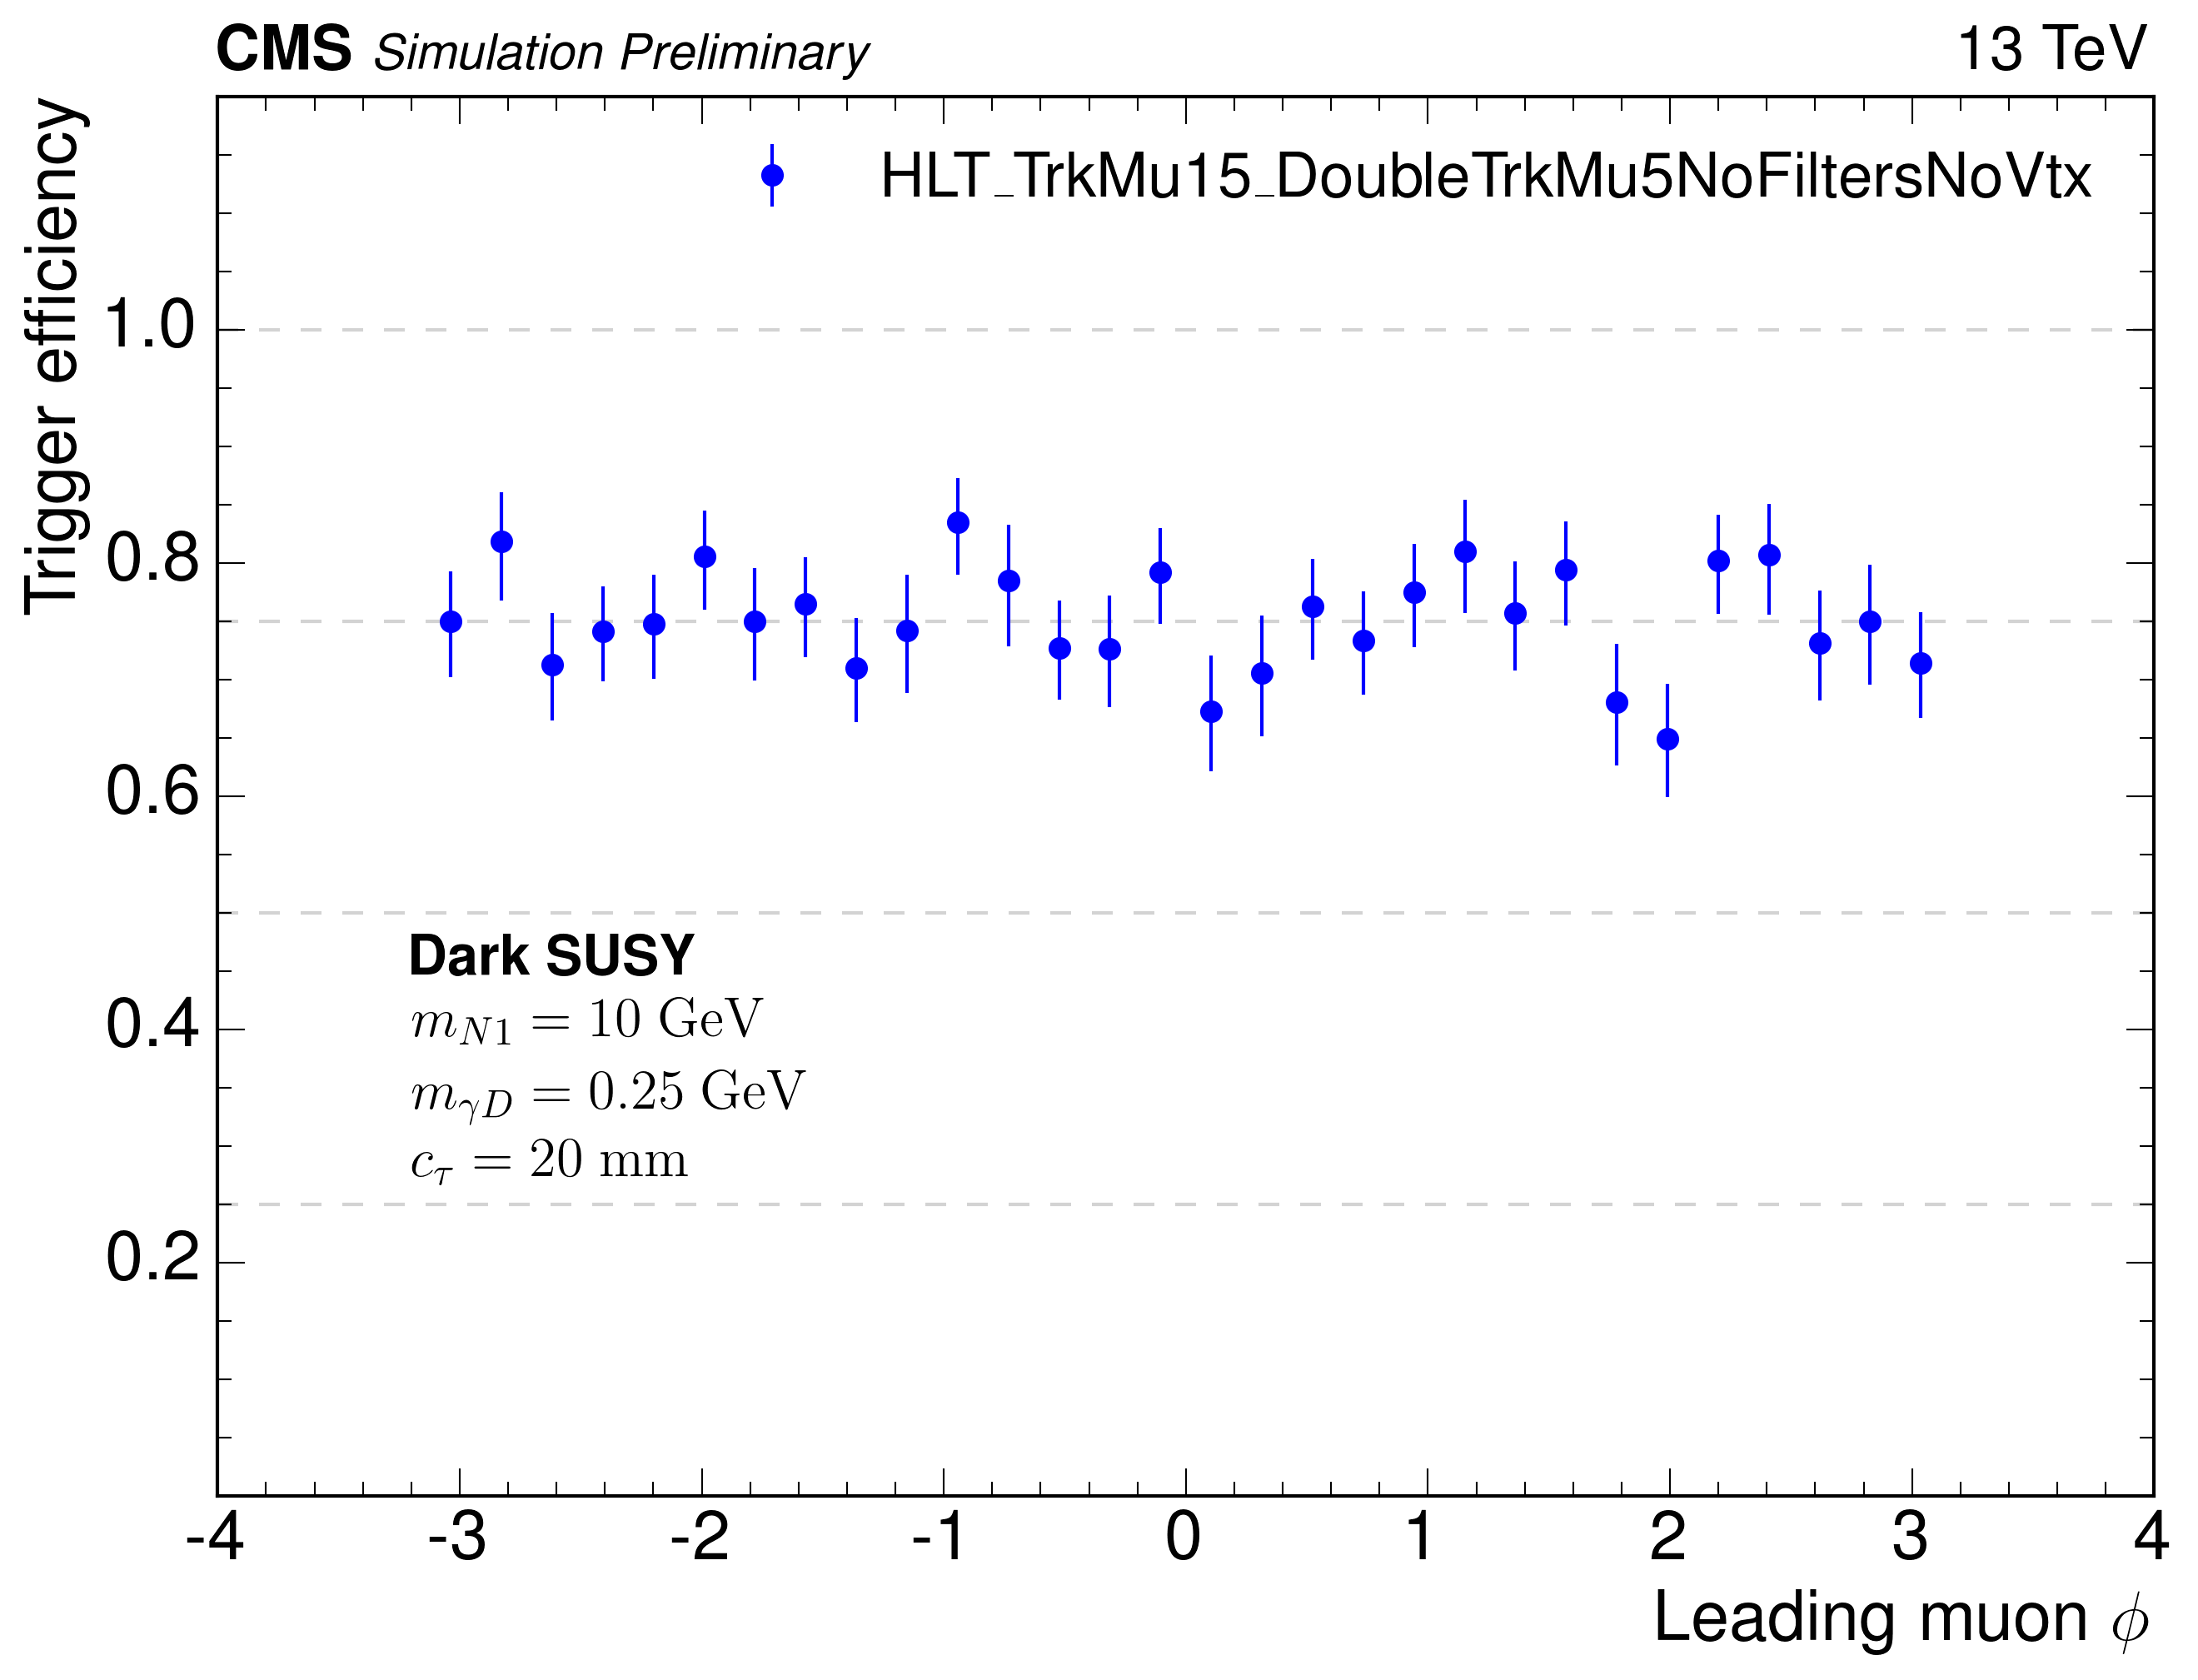 CMS Simulation Preliminary 13 TeV
Trigger efficiency
HLT_TrkMu15_DoubleTrkMu5NoFiltersNoVtx
1.0
0.8
0.6
0.4
0.2
Dark SUSY
m_{N1} = 10 GeV
m_{γD} = 0.25 GeV
c_τ = 20 mm
-4 -3 -2 -1 0 1 2 3 4
Leading muon ϕ